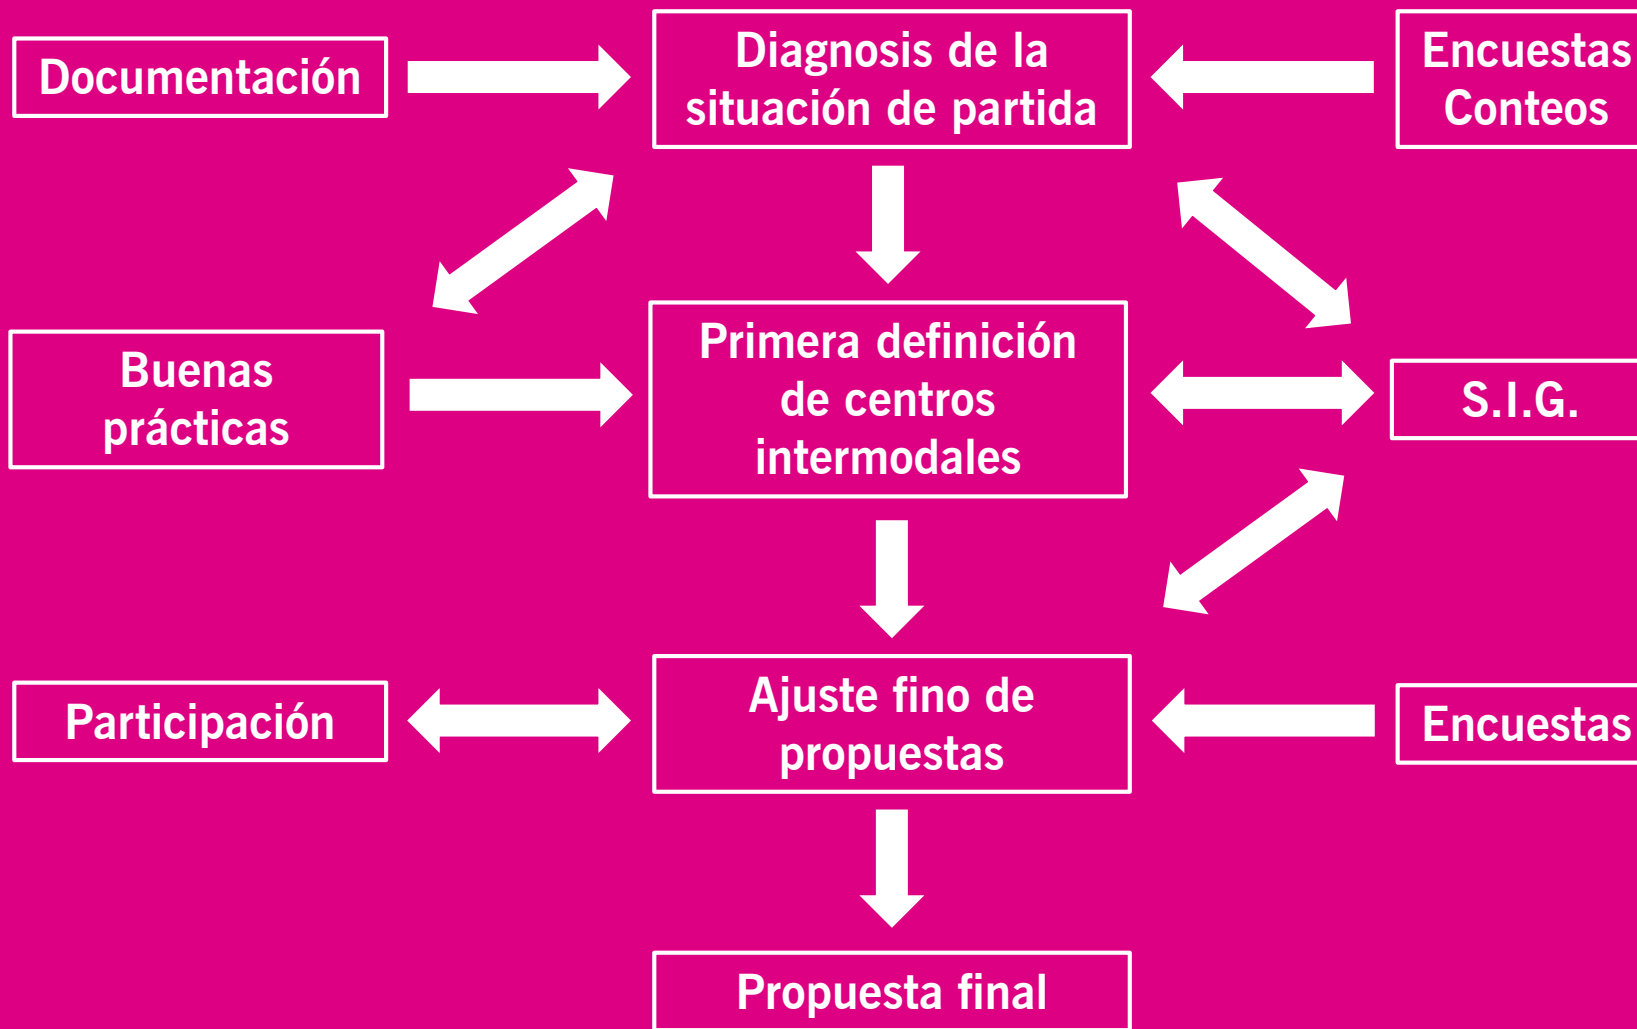 Documentación
Diagnosis de la
situación de partida
Encuestas
Conteos
Buenas
prácticas
Primera definición
de centros
intermodales
S.I.G.
Participación
Ajuste fino de
propuestas
Encuestas
Propuesta final